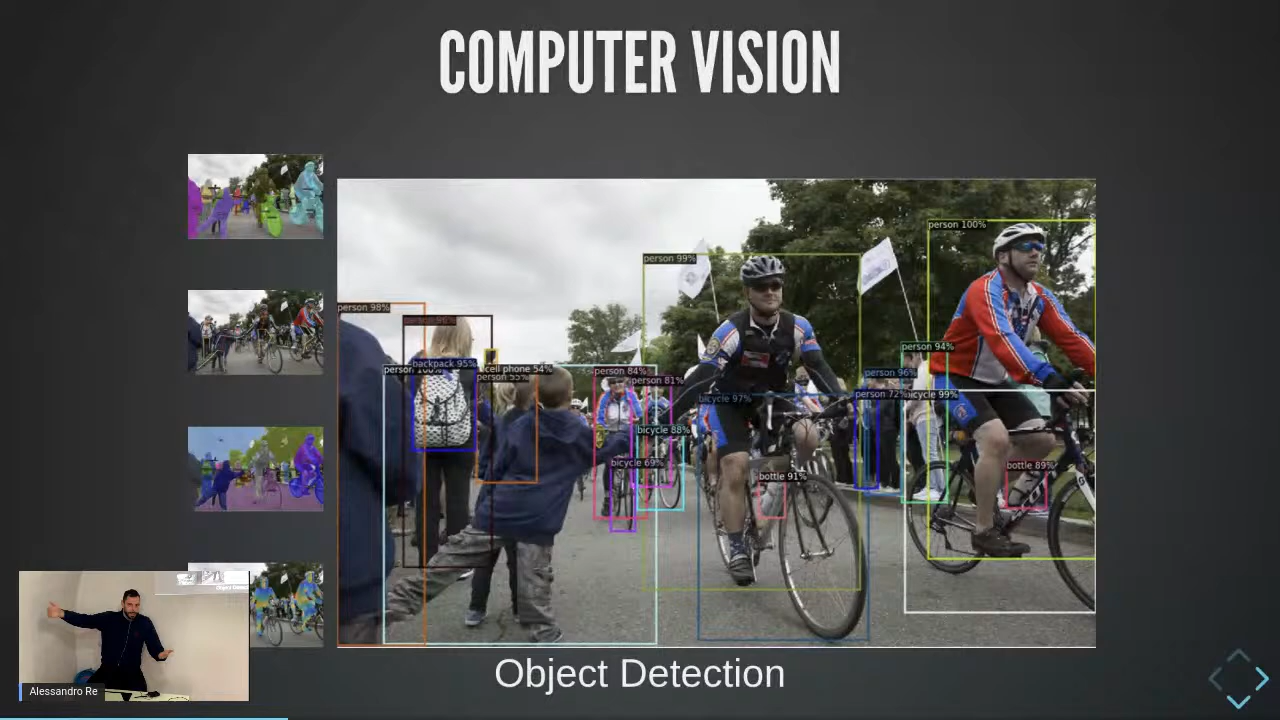 COMPUTER VISION
person 100%
person 99%
person 98%
person 96%
person 94%
backpack 95%
person 100%
cell phone 54%
person 55%
person 84%
person 81%
person 96%
person 72%
bicycle 99%
bicycle 97%
bicycle 88%
bicycle 69%
bottle 89%
bottle 91%
Object Detection
Alessandro Re